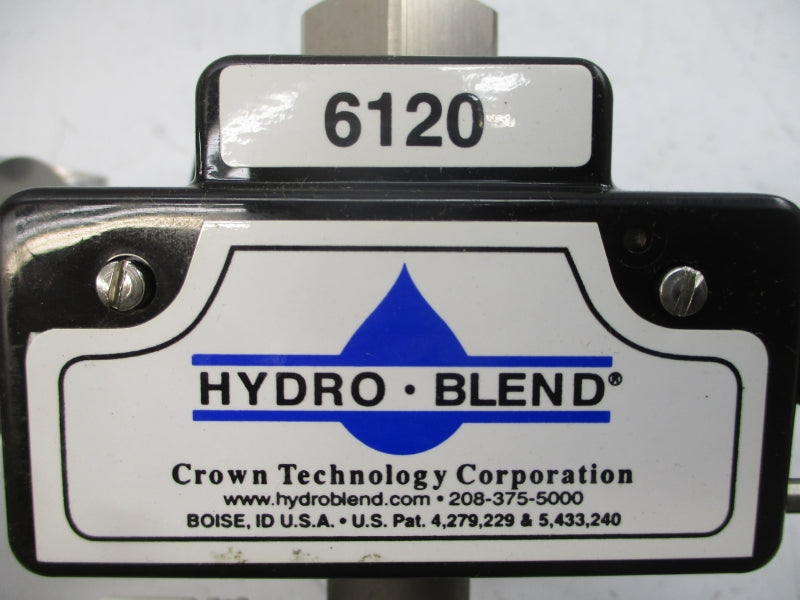 6120
HYDRO • BLEND®
Crown Technology Corporation
www.hydroblend.com • 208-375-5000
BOISE, ID U.S.A. • U.S. Pat. 4,279,229 & 5,433,240